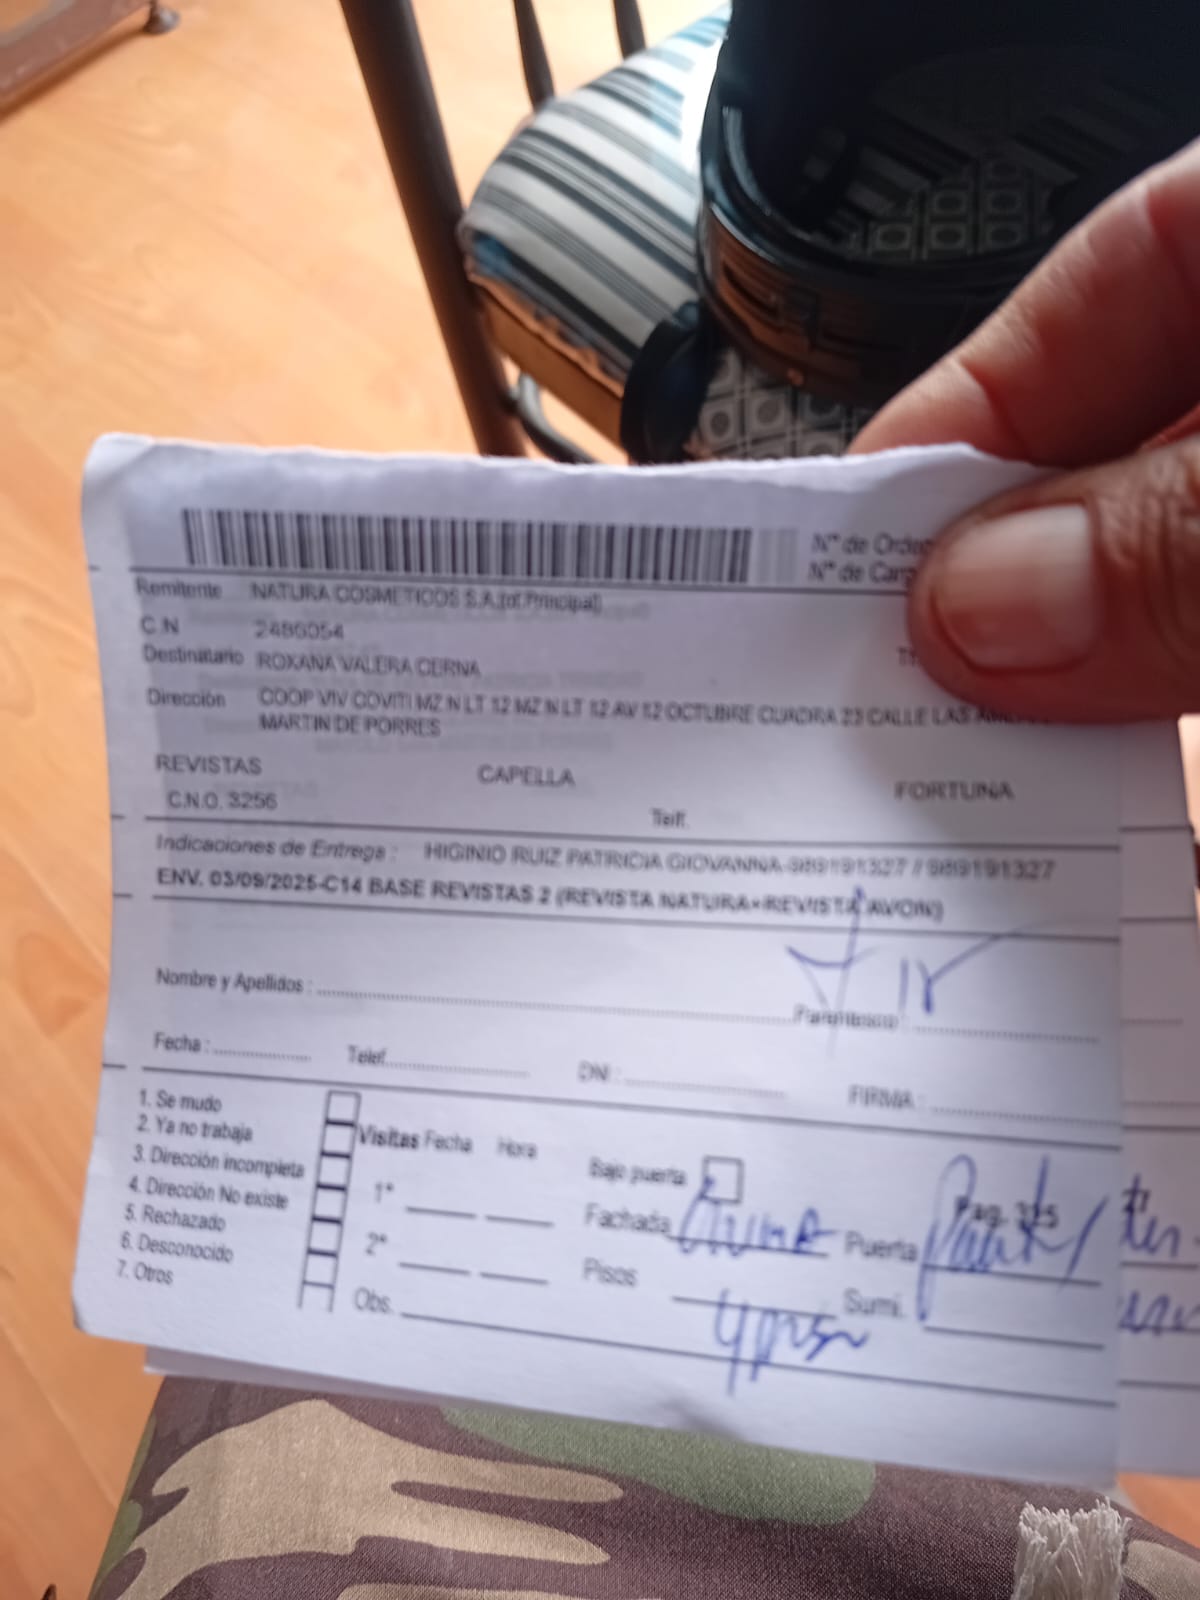 N° de Orden
N° de Carg
Remitente NATURA COSMETICOS S.A.(of.Principal)
C.N 2486054
Destinatario ROXANA VALERA CERNA
Dirección COOP VIV COVITI MZ N LT 12 MZ N LT 12 AV 12 OCTUBRE CUADRA 23 CALLE LAS
MARTIN DE PORRES
REVISTAS CAPELLA FORTUNA
C.N.O. 3256 Telf.
Indicaciones de Entrega : HIGINIO RUIZ PATRICIA GIOVANNA-989191327 // 989191327
ENV. 03/09/2025-C14 BASE REVISTAS 2 (REVISTA NATURA+REVISTA AVON)
Nombre y Apellidos : Parentesco :
Fecha : Telef. DNI : FIRMA :
1. Se mudo
2. Ya no trabaja
3. Dirección incompleta
4. Dirección No existe
5. Rechazado
6. Desconocido
7. Otros
Visitas Fecha Hora
1°
2°
Obs.
Bajo puerta
Fachada Puerta
Pisos Sumi.
Pag. 325